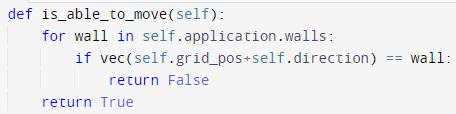 def is_able_to_move(self):
    for wall in self.application.walls:
        if vec(self.grid_pos+self.direction) == wall:
            return False
    return True